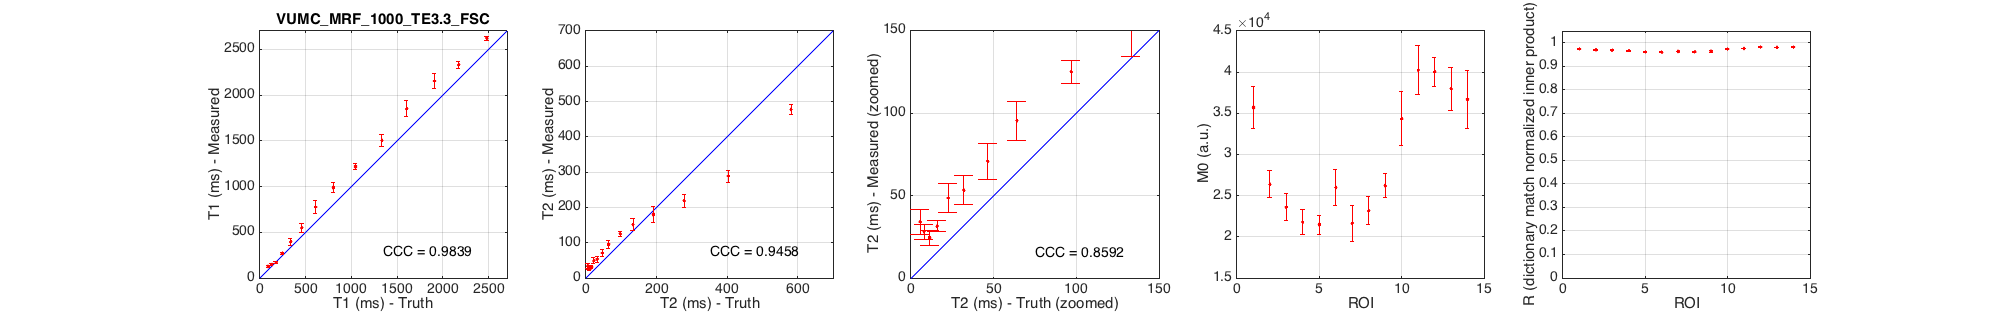 VUMC_MRF_1000_TE3.3_FSC
T1 (ms) - Measured
2500
2000
1500
1000
500
0
CCC = 0.9839
0 500 1000 1500 2000 2500
T1 (ms) - Truth
T2 (ms) - Measured
700
600
500
400
300
200
100
0
CCC = 0.9458
0 200 400 600
T2 (ms) - Truth
T2 (ms) - Measured (zoomed)
150
100
50
0
CCC = 0.8592
0 50 100 150
T2 (ms) - Truth (zoomed)
×10^4
M0 (a.u.)
4.5
4
3.5
3
2.5
2
1.5
0 5 10 15
ROI
R (dictionary match normalized inner product)
1
0.9
0.8
0.7
0.6
0.5
0.4
0.3
0.2
0.1
0
0 5 10 15
ROI